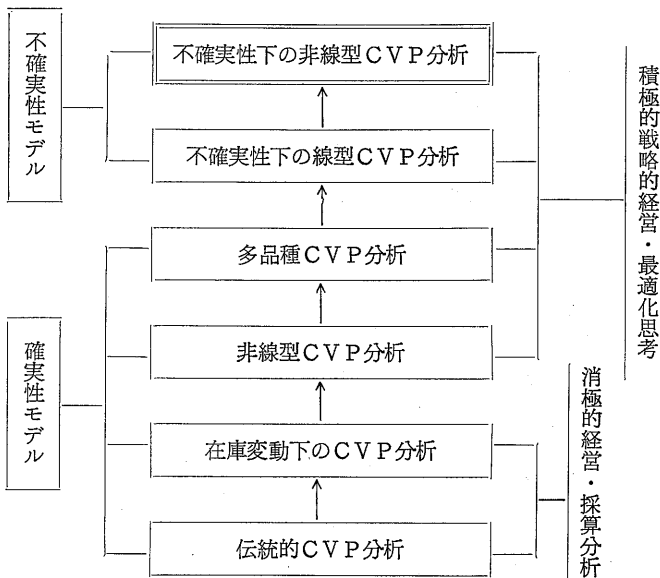 不確実性モデル
確実性モデル
不確実性下の非線型CVP分析
不確実性下の線型CVP分析
多品種CVP分析
非線型CVP分析
在庫変動下のCVP分析
伝統的CVP分析
積極的戦略的経営・最適化思考
消極的経営・採算分析